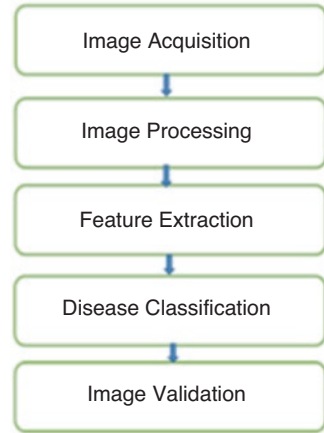 Image Acquisition
Image Processing
Feature Extraction
Disease Classification
Image Validation